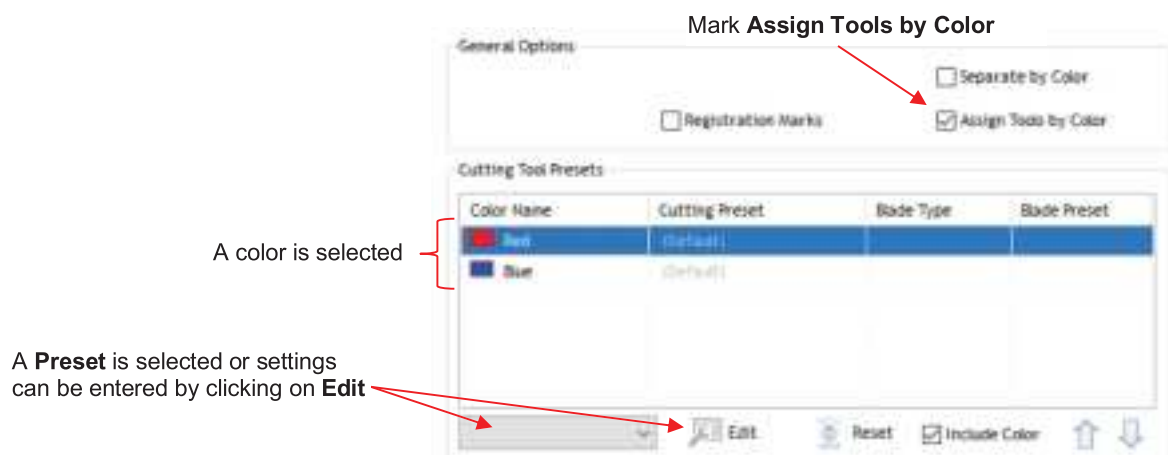 Mark Assign Tools by Color
General Options
Separate by Color
Registration Marks
Assign Tools by Color
Cutting Tool Presets
Color Name Cutting Preset Blade Type Blade Preset
Red (Default)
Blue (Default)
A color is selected
A Preset is selected or settings
can be entered by clicking on Edit
Edit Reset Include Color